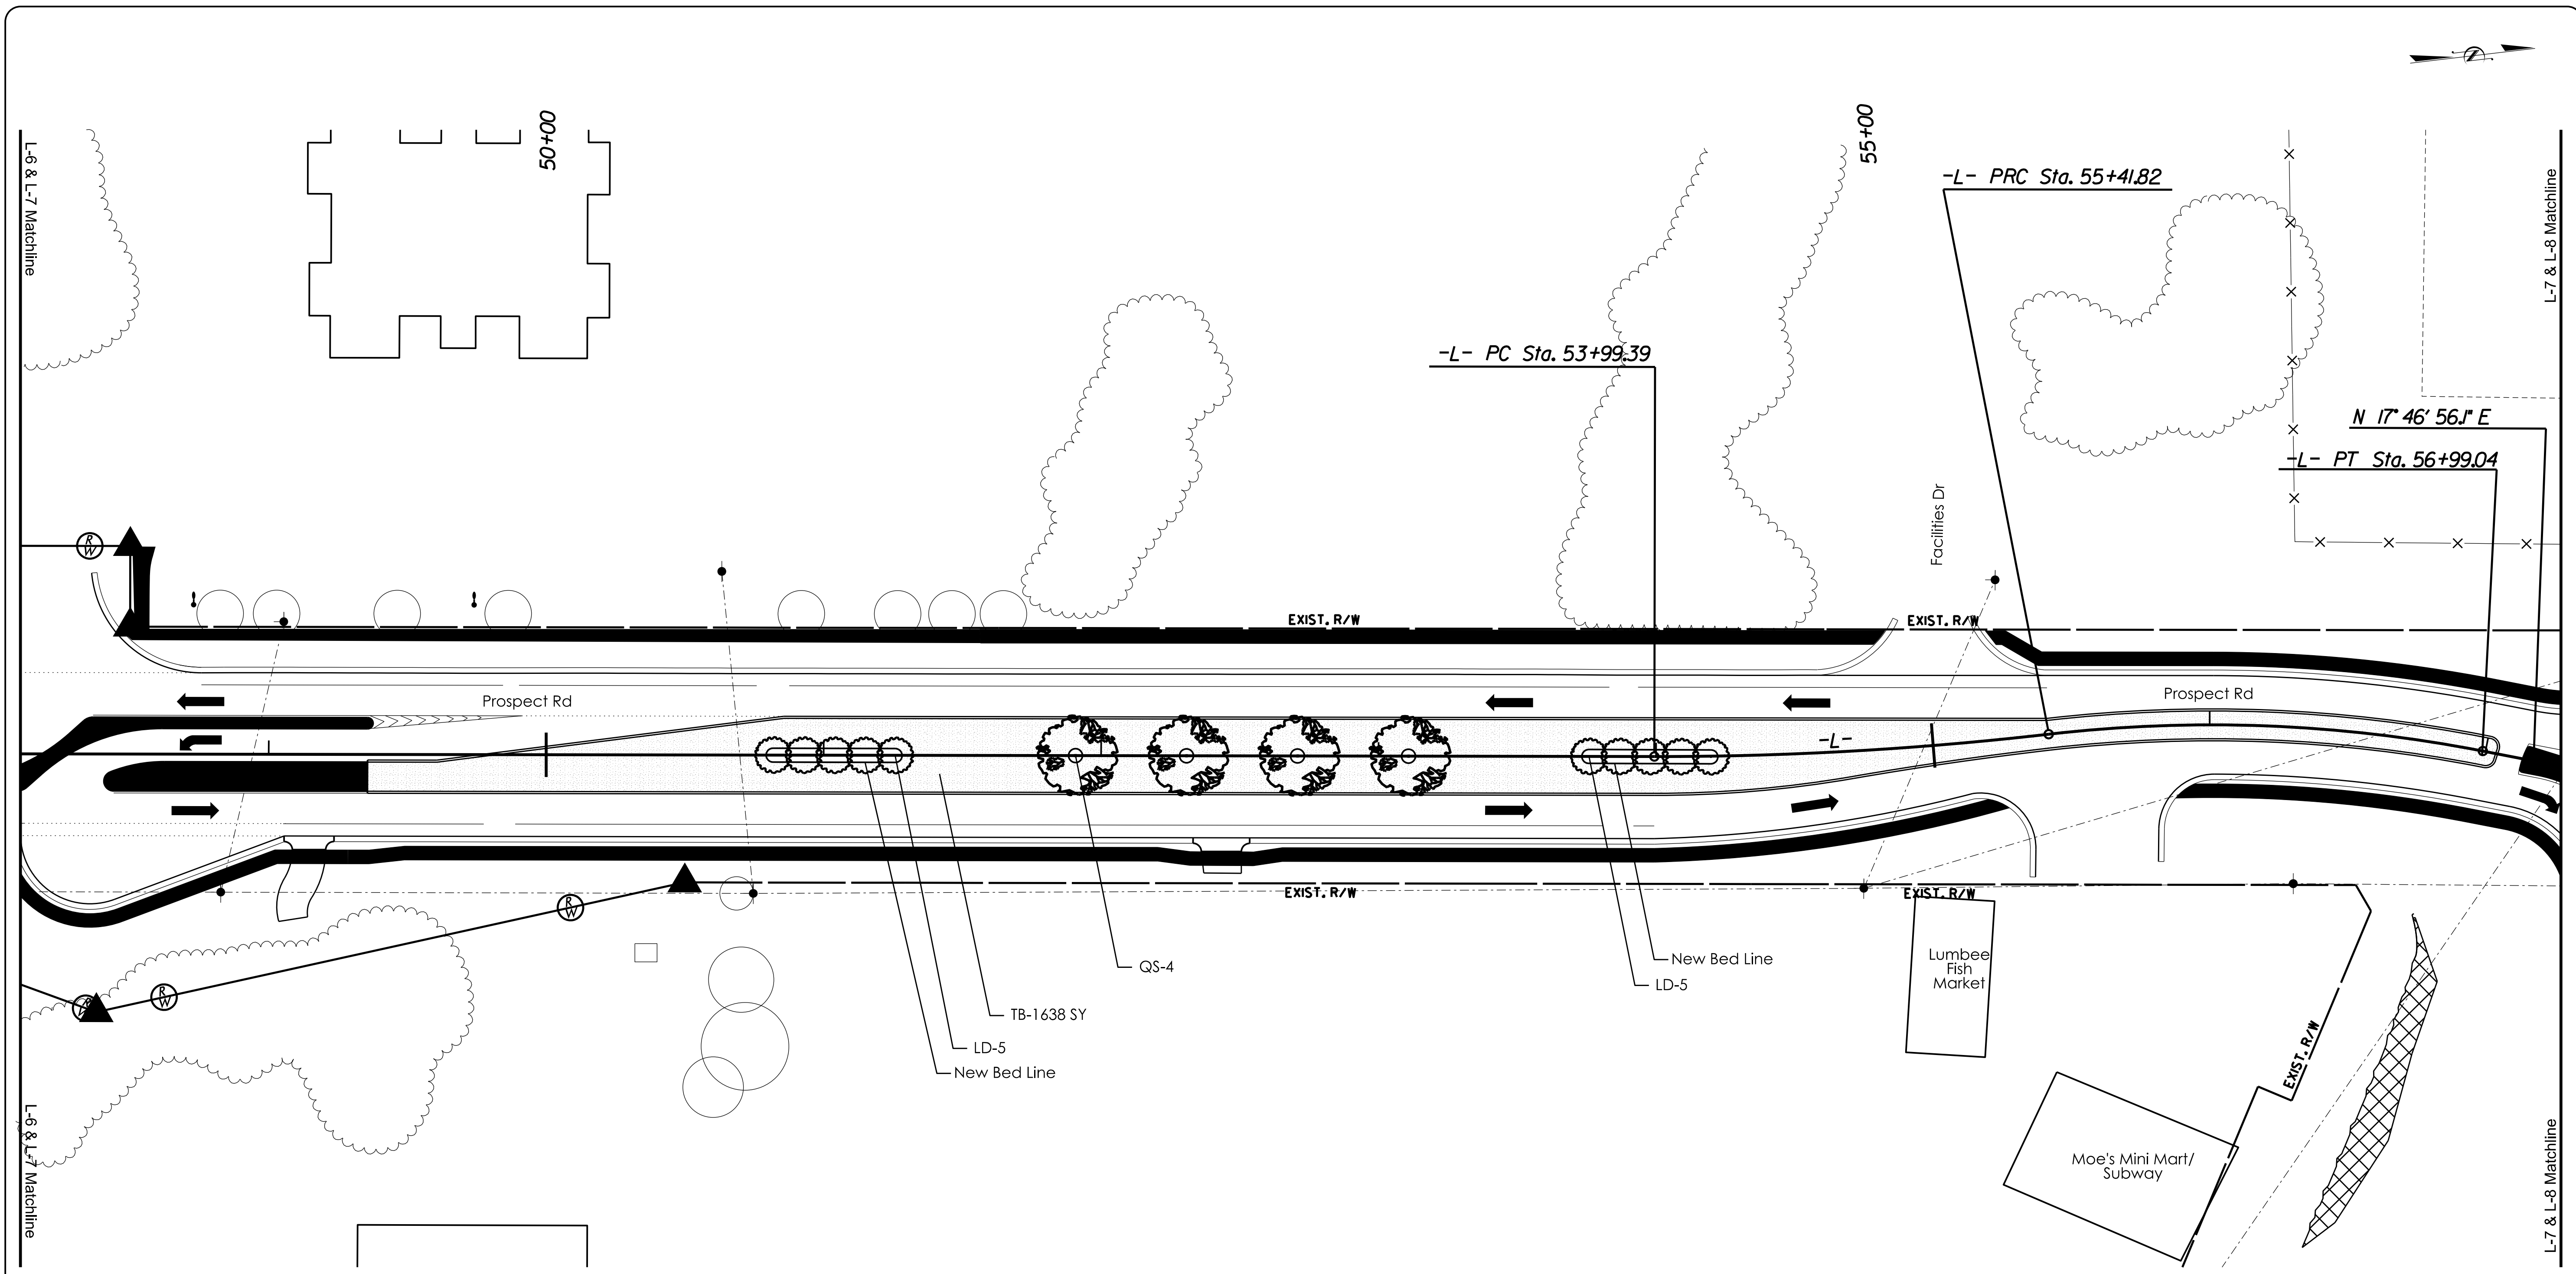 50+00
55+00
L-6 & L-7 Matchline
L-7 & L-8 Matchline
-L- PRC Sta. 55+41.82
-L- PC Sta. 53+99.39
N 17° 46' 56.1" E
-L- PT Sta. 56+99.04
Facilities Dr
R
W
EXIST. R/W
EXIST. R/W
Prospect Rd
Prospect Rd
-L-
EXIST. R/W
EXIST. R/W
R
W
R
W
R
W
QS-4
New Bed Line
LD-5
TB-1638 SY
LD-5
New Bed Line
Lumbee
Fish
Market
EXIST. R/W
Moe's Mini Mart/
Subway
L-6 & L-7 Matchline
L-7 & L-8 Matchline